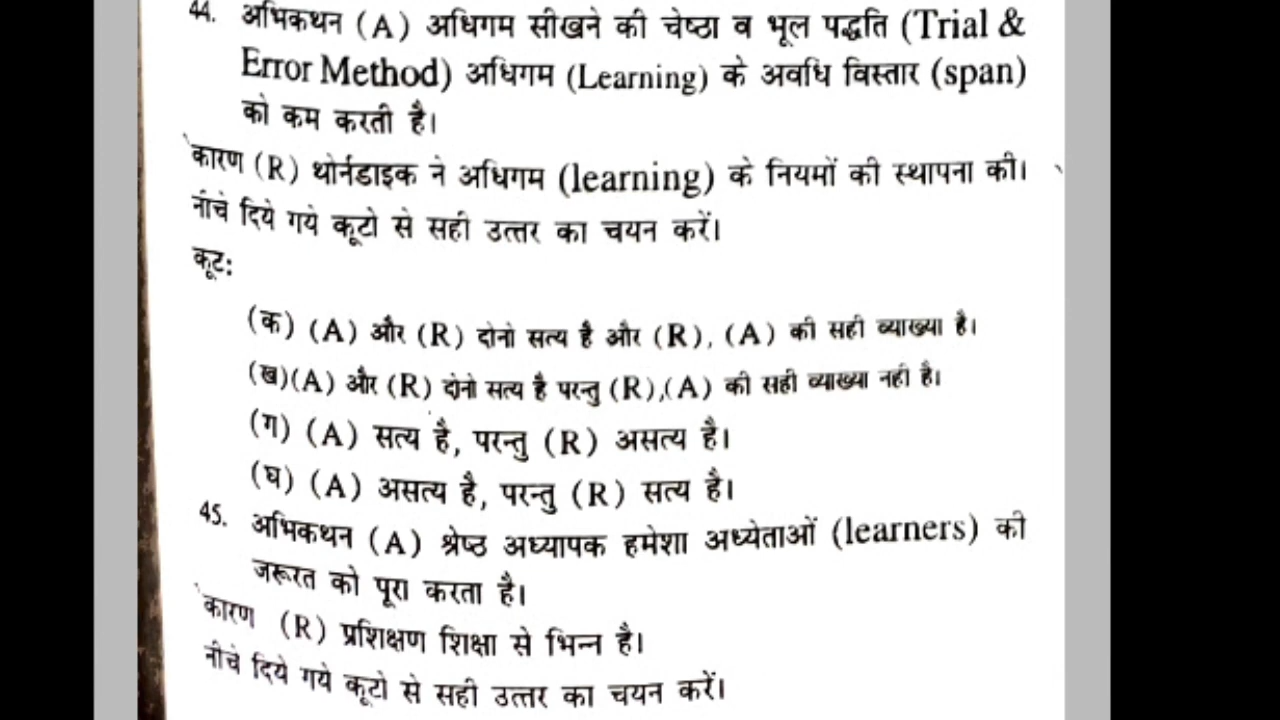 44. अभिकथन (A) अधिगम सीखने की चेष्ठा व भूल पद्धति (Trial &
Error Method) अधिगम (Learning) के अवधि विस्तार (span)
को कम करती है।
कारण (R) थोर्नडाइक ने अधिगम (learning) के नियमों की स्थापना की।
नीचे दिये गये कूटो से सही उत्तर का चयन करें।
कूट:
(क) (A) और (R) दोनो सत्य है और (R), (A) की सही व्याख्या है।
(ख)(A) और (R) दोनो सत्य है परन्तु (R),(A) की सही व्याख्या नही है।
(ग) (A) सत्य है, परन्तु (R) असत्य है।
(घ) (A) असत्य है, परन्तु (R) सत्य है।
45. अभिकथन (A) श्रेष्ठ अध्यापक हमेशा अध्येताओं (learners) की
जरूरत को पूरा करता है।
कारण (R) प्रशिक्षण शिक्षा से भिन्न है।
नीचे दिये गये कूटो से सही उत्तर का चयन करें।